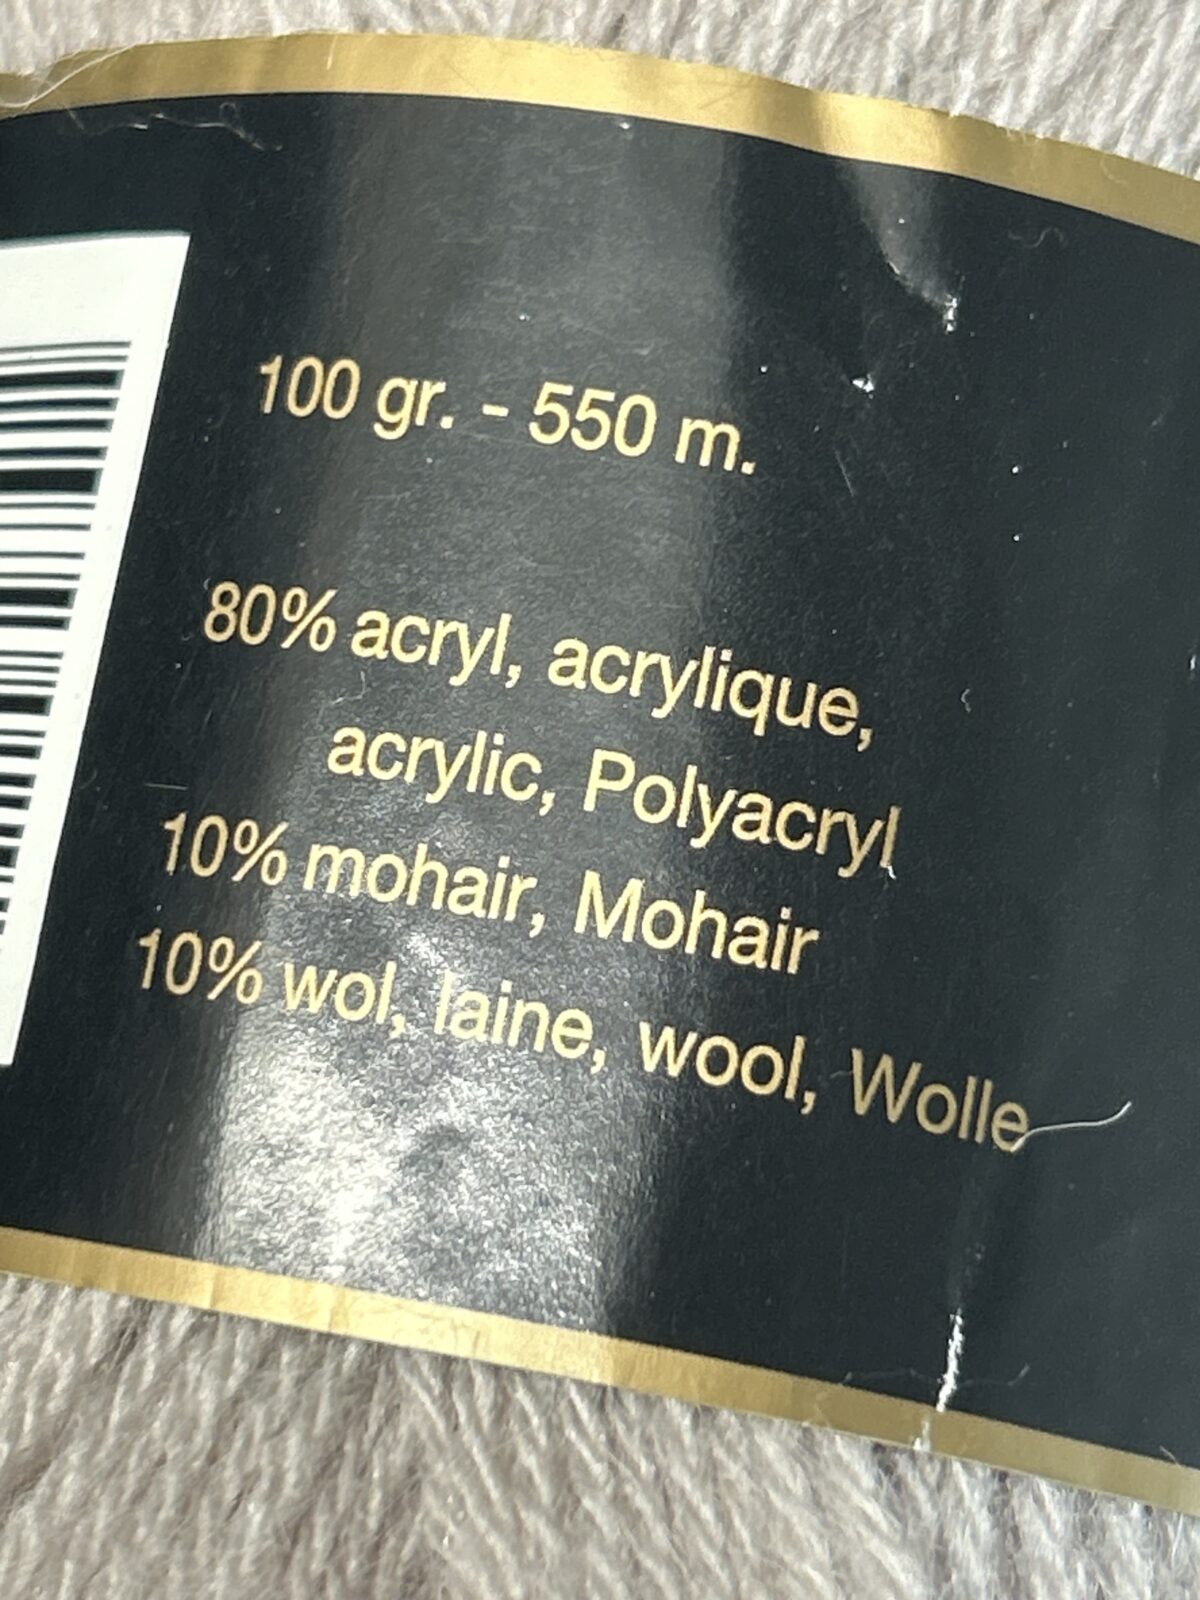 100 gr. - 550 m.
80% acryl, acrylique,
acrylic, Polyacryl
10% mohair, Mohair
10% wol, laine, wool, Wolle